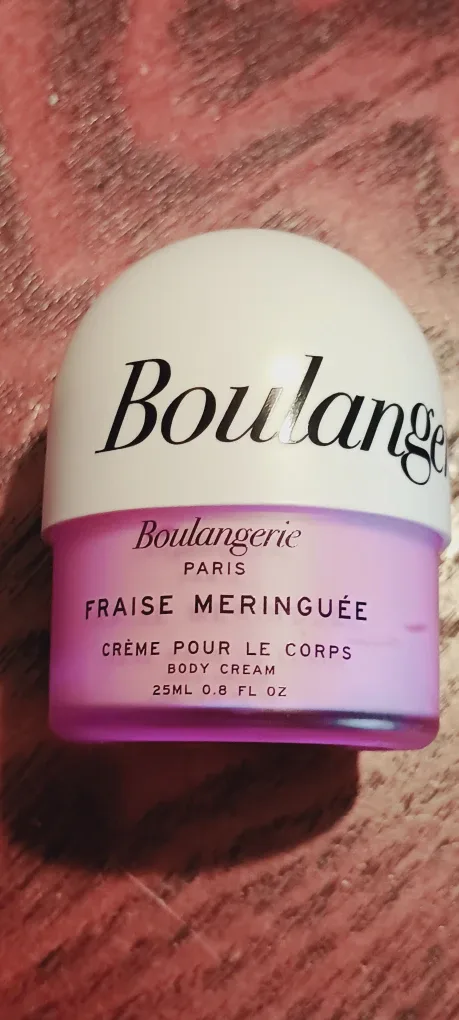 Boulange
Boulangerie
PARIS
FRAISE MERINGUÉE
CRÈME POUR LE CORPS
BODY CREAM
25ML 0.8 FL OZ